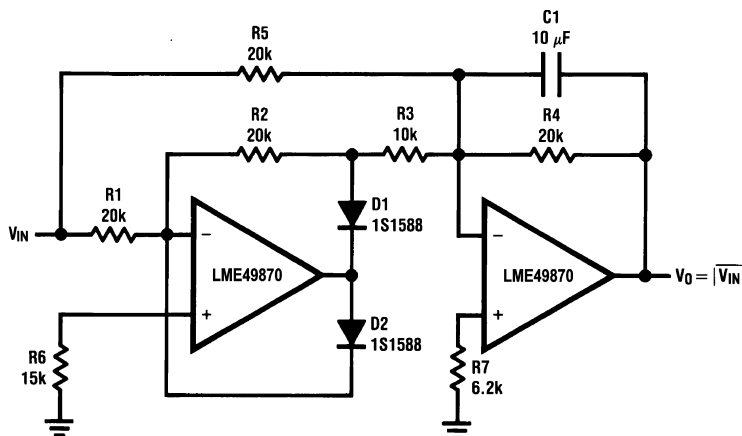 C1
10 μF
R5
20k
R2
20k
R3
10k
R4
20k
R1
20k
D1
1S1588
VIN
−
LME49870
+
−
LME49870
+
V0 = |VIN
D2
1S1588
R6
15k
R7
6.2k